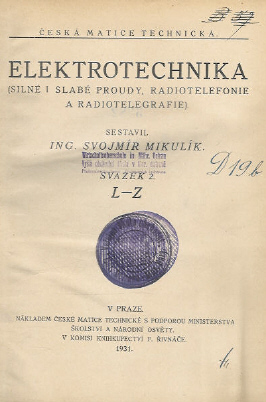 ČESKÁ MATICE TECHNICKÁ.
ELEKTROTECHNIKA
(SILNÉ I SLABÉ PROUDY, RADIOTELEFONIE
A RADIOTELEGRAFIE).
SESTAVIL
ING. SVOJMÍR MIKULÍK.
SVAZEK 2.
L–Z
D 196
V PRAZE.
NÁKLADEM ČESKÉ MATICE TECHNICKÉ S PODPOROU MINISTERSTVA
ŠKOLSTVÍ A NÁRODNÍ OSVĚTY.
V KOMISI KNIHKUPECTVÍ F. ŘIVNÁČE.
1931.